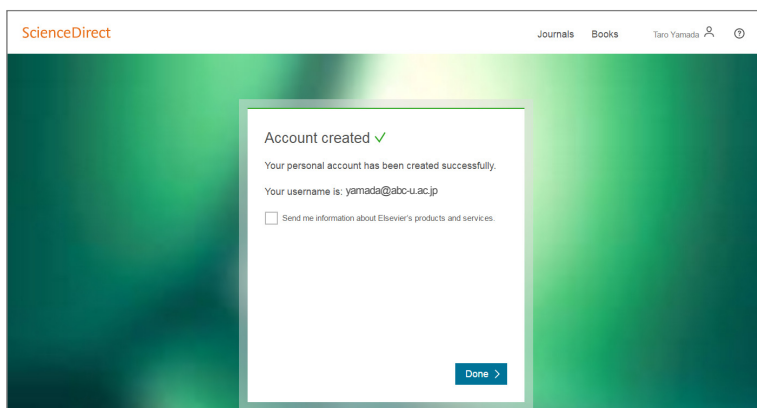 ScienceDirect
Journals Books Taro Yamada ?
Account created
Your personal account has been created successfully.
Your username is: yamada@abc-u.ac.jp
Send me information about Elsevier's products and services.
Done >